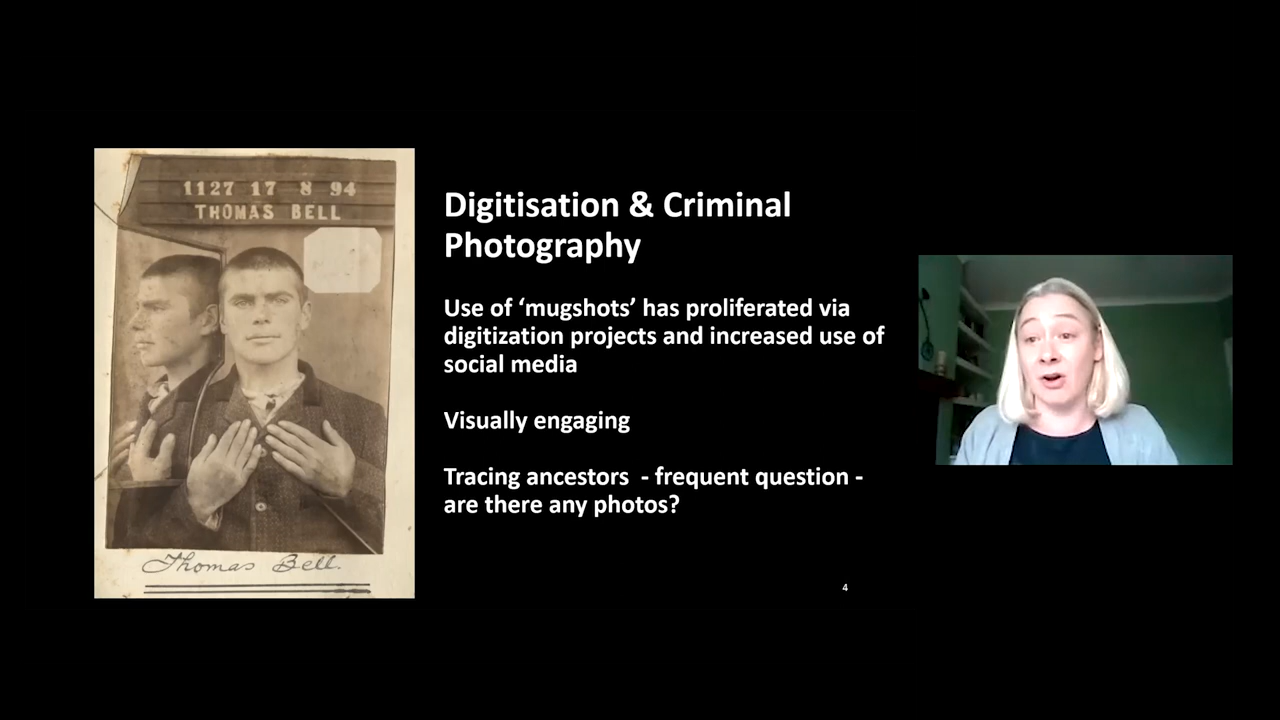 1127 17 8 94
THOMAS BELL
Thomas Bell.
Digitisation & Criminal
Photography
Use of ‘mugshots’ has proliferated via
digitization projects and increased use of
social media
Visually engaging
Tracing ancestors  - frequent question -
are there any photos?
4